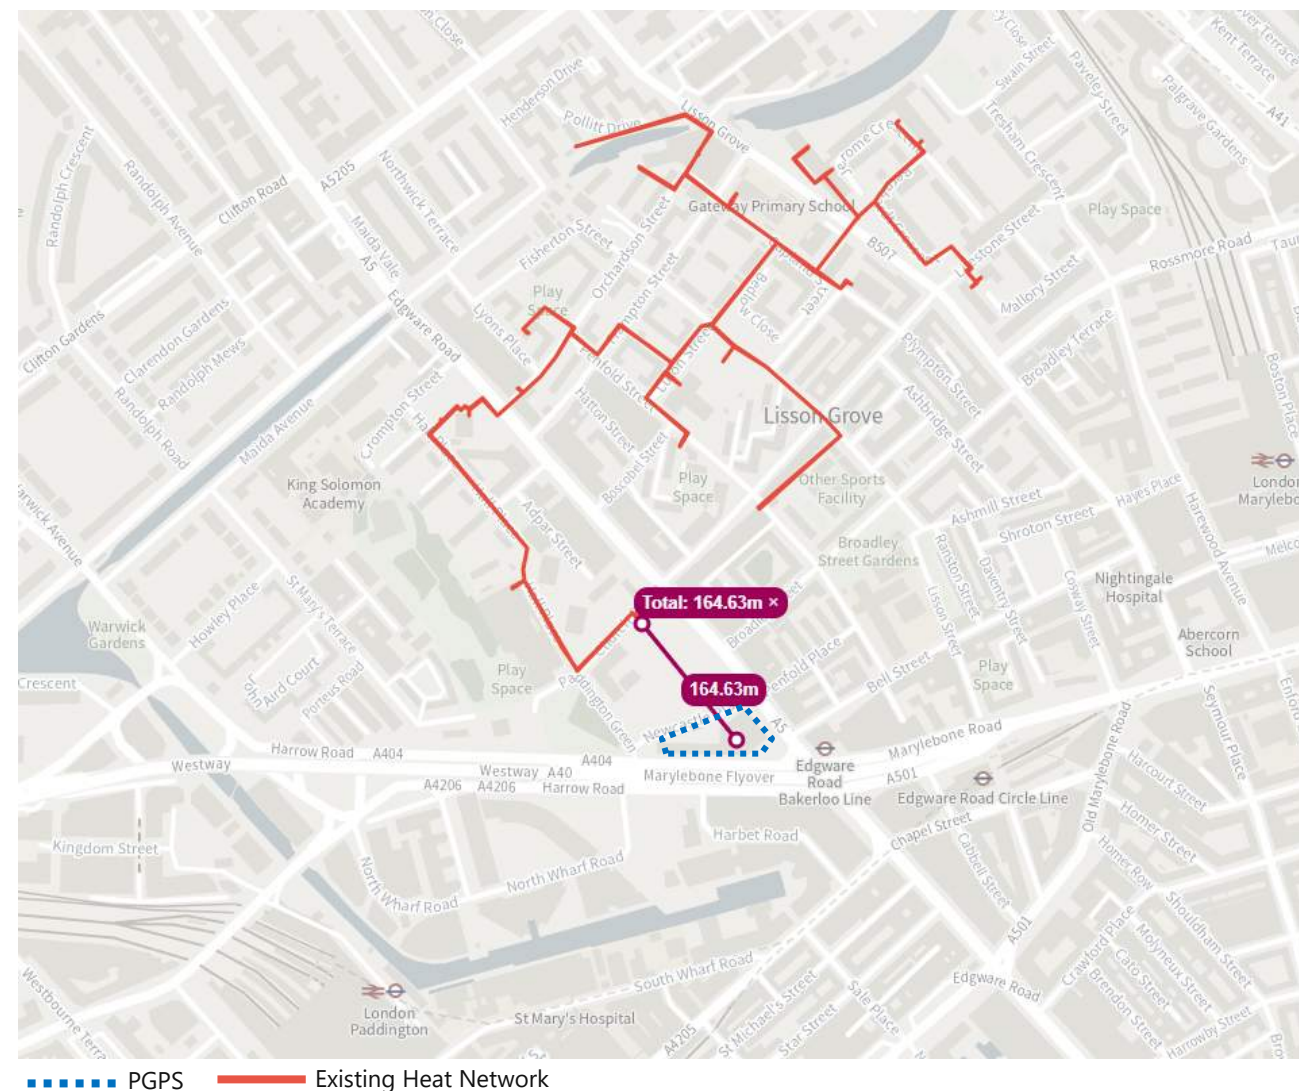 Close
Swain Street
Paveley Street
Kent Terrace
Palgrave Gardens
A41
Henderson Drive
Pollitt Drive
Lisson Grove
Tresham Crescent
Randolph Crescent
Randolph Avenue
A5205
Northwick Terrace
Clifton Road
Gateway Primary School
Play Space
Maida Vale
A5
Fisherton Street
Orchardson Street
B507
Rossmore Road
Mallory Street
Play
Space
Edgware Road
Lyons Place
Clifton Gardens
Clarendon Gardens
Randolph Mews
Randolph Road
Maida Avenue
Crompton Street
Penfold Street
Hatton Street
Boscobel Street
Plympton Street
Broadley Terrace
Ashbridge Street
Boston Place
Lisson Grove
King Solomon
Academy
Adpar Street
Play
Space
Other Sports
Facility
Hayes Place
London
Ashmill Street
Shroton Street
Harewood Avenue
Broadley
Street Gardens
Ranston Street
Daventry Street
Cosway Street
Lisson Street
Nightingale
Hospital
Howley Place
St Mary's Terrace
Total: 164.63m ×
Warwick
Gardens
Abercorn
School
Crescent
Porteus Road
Play
Space
Paddington Green
164.63m
Bell Street
Play
Space
Seymour Place
A5
Harrow Road A404
A404
Westway
Westway A40
A4206 A4206 Harrow Road
Marylebone Flyover
Edgware
Road
Bakerloo Line
Marylebone Road
A501
Edgware Road Circle Line
Old Marylebone Road
Harcourt Street
Homer Street
Homer Row
Kingdom Street
Harbet Road
Chapel Street
Cabbell Street
North Wharf Road
North Wharf Road
Shouldham Street
Crawford Place
Molyneux Street
Cato Street
Brendon Street
A501
South Wharf Road
Edgware Road
Sale Place
Star Street
St Michael's Street
A4205
London
Paddington
St Mary's Hospital
Harrowby Street
PGPS Existing Heat Network